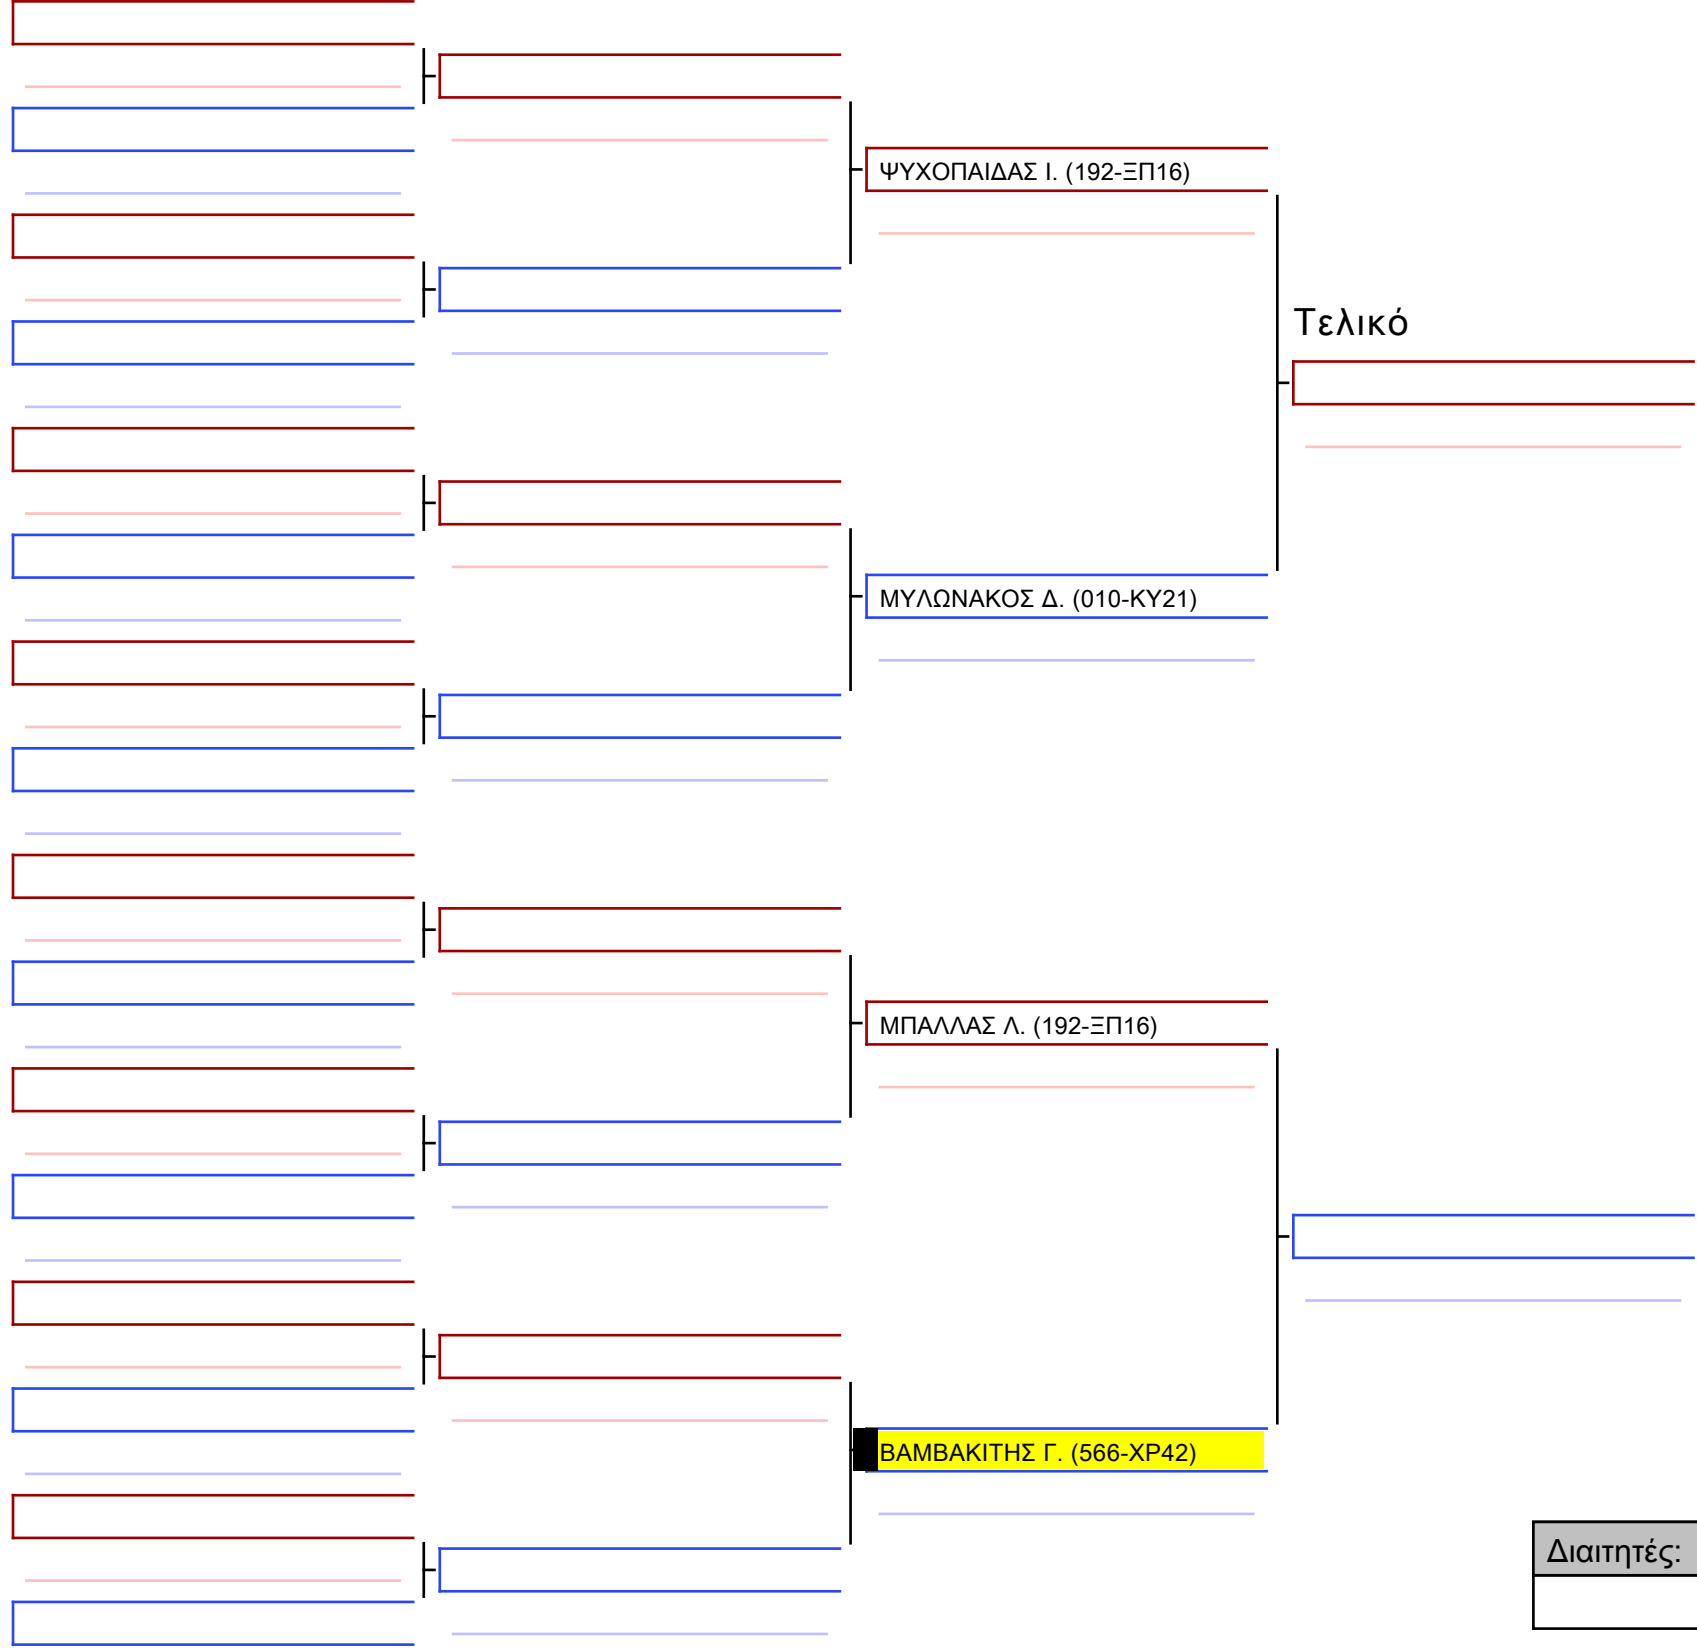 ΨΥΧΟΠΑΙΔΑΣ Ι. (192-ΞΠ16)
Τελικό
ΜΥΛΩΝΑΚΟΣ Δ. (010-ΚΥ21)
ΜΠΑΛΛΑΣ Λ. (192-ΞΠ16)
ΒΑΜΒΑΚΙΤΗΣ Γ. (566-ΧΡ42)
Διαιτητές: